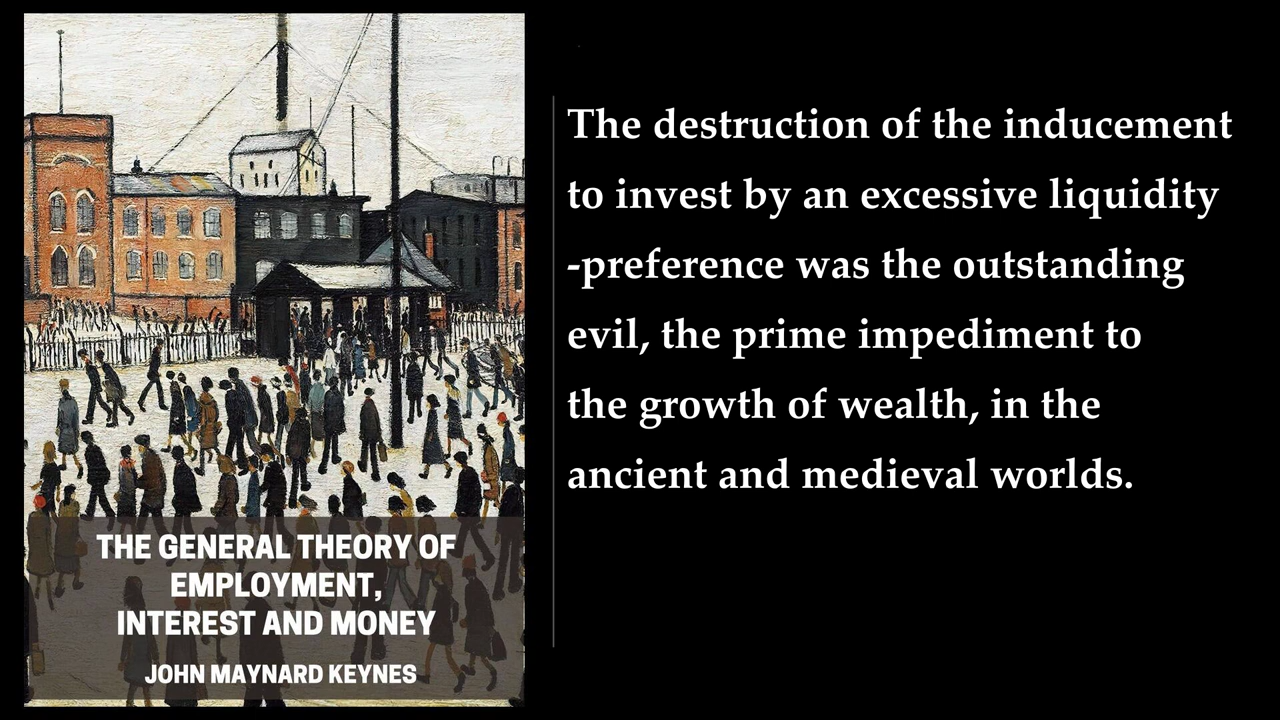 The destruction of the inducement
to invest by an excessive liquidity
-preference was the outstanding
evil, the prime impediment to
the growth of wealth, in the
ancient and medieval worlds.
THE GENERAL THEORY OF
EMPLOYMENT,
INTEREST AND MONEY
JOHN MAYNARD KEYNES